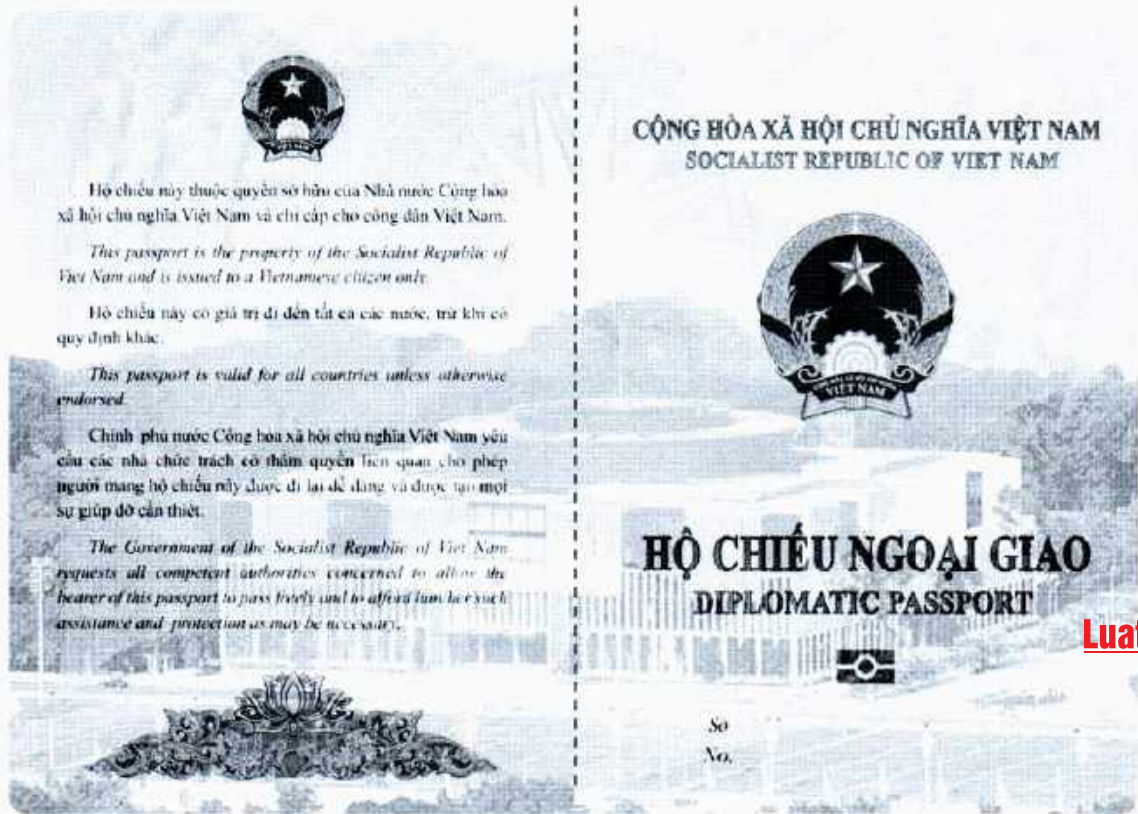 VIỆT NAM
Hộ chiếu này thuộc quyền sở hữu của Nhà nước Cộng hòa
xã hội chủ nghĩa Việt Nam và chỉ cấp cho công dân Việt Nam.
This passport is the property of the Socialist Republic of
Viet Nam and is issued to a Vietnamese citizen only.
Hộ chiếu này có giá trị đi đến tất cả các nước, trừ khi có
quy định khác.
This passport is valid for all countries unless otherwise
endorsed.
Chính phủ nước Cộng hòa xã hội chủ nghĩa Việt Nam yêu
cầu các nhà chức trách có thẩm quyền liên quan cho phép
người mang hộ chiếu này được đi lại dễ dàng và được tạo mọi
sự giúp đỡ cần thiết.
The Government of the Socialist Republic of Viet Nam
requests all competent authorities concerned to allow the
bearer of this passport to pass freely and to afford him/her such
assistance and protection as may be necessary.
CỘNG HÒA XÃ HỘI CHỦ NGHĨA VIỆT NAM
SOCIALIST REPUBLIC OF VIET NAM
VIỆT NAM
HỘ CHIẾU NGOẠI GIAO
DIPLOMATIC PASSPORT
Luat
Số
No.